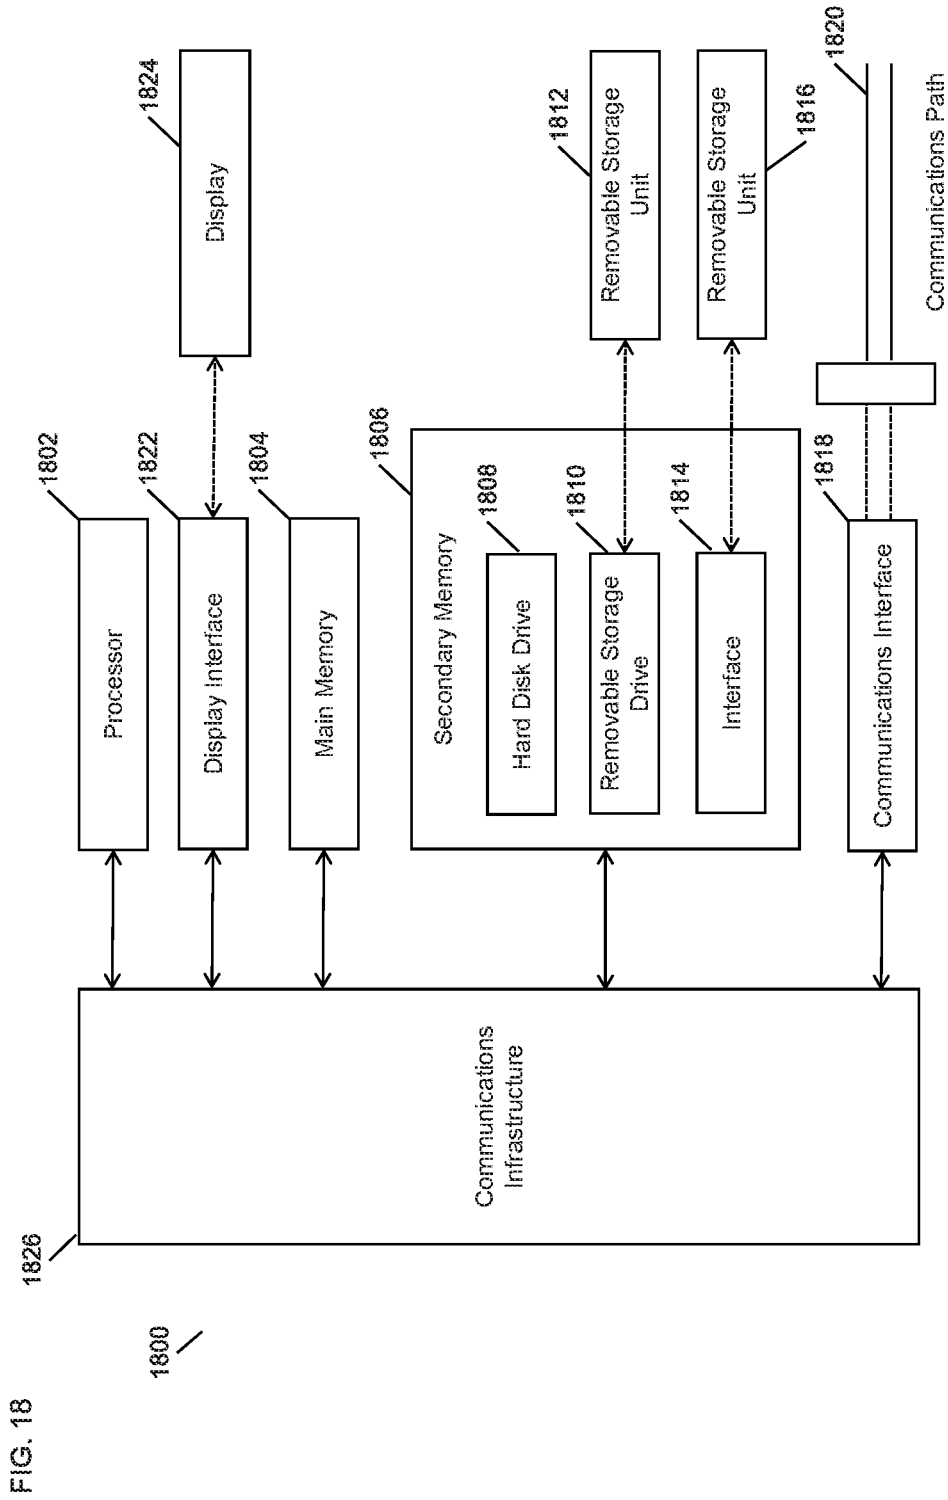 FIG. 18
1800
1826
Communications
Infrastructure
1802
Processor
1822
Display Interface
1824
Display
1804
Main Memory
1806
Secondary Memory
1808
Hard Disk Drive
1810
Removable Storage
Drive
1812
Removable Storage
Unit
1814
Interface
1816
Removable Storage
Unit
1818
Communications Interface
1820
Communications Path